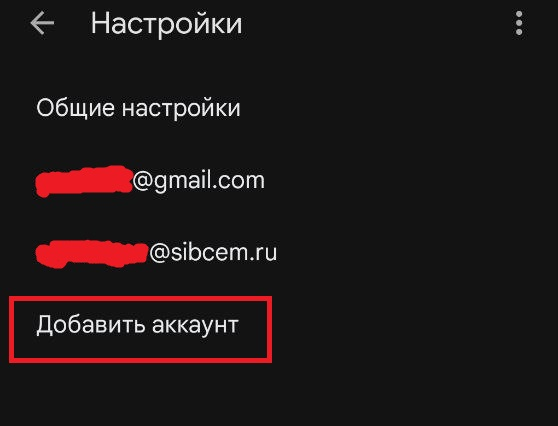 Настройки
Общие настройки
@gmail.com
@sibcem.ru
Добавить аккаунт